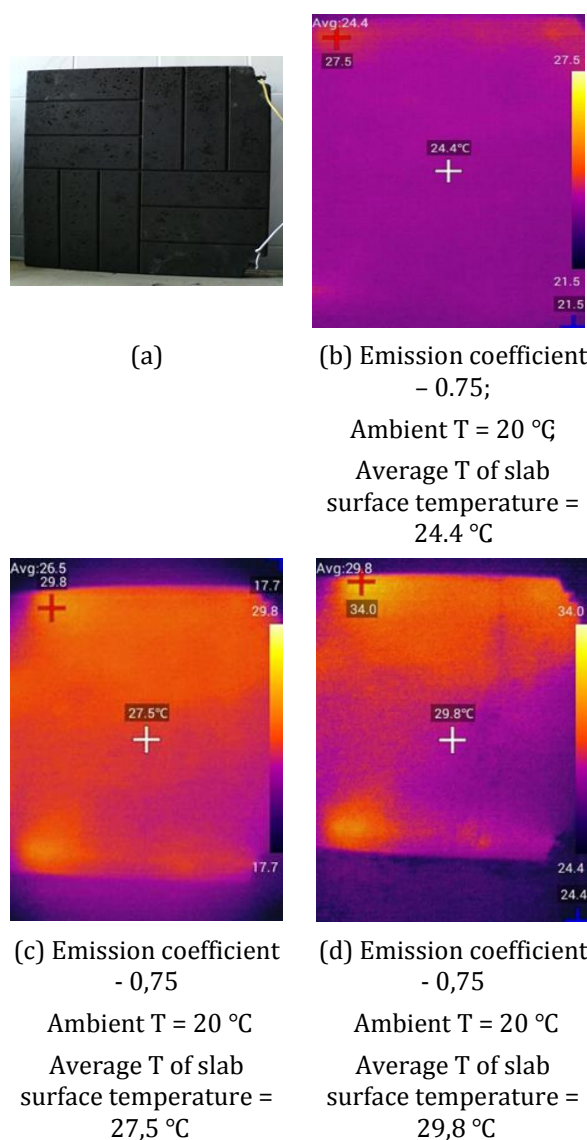 Avg:24.4
27.5
27.5
24.4℃
21.5
21.5
(a)
(b) Emission coefficient
– 0.75;
Ambient T = 20 °C;
Average T of slab
surface temperature =
24.4 °C
Avg:26.5
29.8
17.7
29.8
27.5℃
17.7
Avg:29.8
34.0
34.0
29.8℃
24.4
24.4
(c) Emission coefficient
- 0,75
Ambient T = 20 °C
Average T of slab
surface temperature =
27,5 °C
(d) Emission coefficient
- 0,75
Ambient T = 20 °C
Average T of slab
surface temperature =
29,8 °C